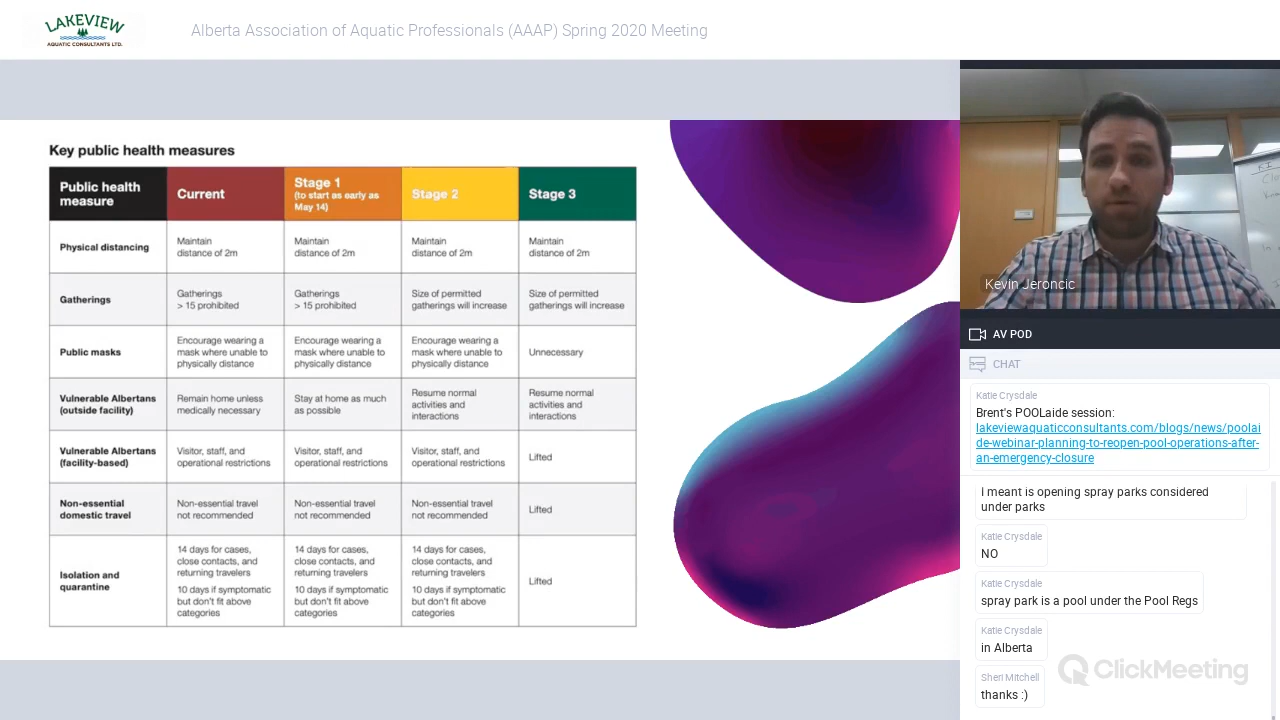 LAKEVIEW
AQUATIC CONSULTANTS LTD.
Alberta Association of Aquatic Professionals (AAAP) Spring 2020 Meeting
Key public health measures
Public health
measure
Current
Stage 1
(to start as early as
May 14)
Stage 2
Stage 3
Physical distancing
Maintain
distance of 2m
Maintain
distance of 2m
Maintain
distance of 2m
Maintain
distance of 2m
Gatherings
Gatherings
> 15 prohibited
Gatherings
> 15 prohibited
Size of permitted
gatherings will increase
Size of permitted
gatherings will increase
Public masks
Encourage wearing a
mask where unable to
physically distance
Encourage wearing a
mask where unable to
physically distance
Encourage wearing a
mask where unable to
physically distance
Unnecessary
Vulnerable Albertans
(outside facility)
Remain home unless
medically necessary
Stay at home as much
as possible
Resume normal
activities and
interactions
Resume normal
activities and
interactions
Vulnerable Albertans
(facility-based)
Visitor, staff, and
operational restrictions
Visitor, staff, and
operational restrictions
Visitor, staff, and
operational restrictions
Lifted
Non-essential
domestic travel
Non-essential travel
not recommended
Non-essential travel
not recommended
Non-essential travel
not recommended
Lifted
Isolation and
quarantine
14 days for cases,
close contacts, and
returning travelers
10 days if symptomatic
but don't fit above
categories
14 days for cases,
close contacts, and
returning travelers
10 days if symptomatic
but don't fit above
categories
14 days for cases,
close contacts, and
returning travelers
10 days if symptomatic
but don't fit above
categories
Lifted
Kevin Jeroncic
AV POD
CHAT
Katie Crysdale
Brent's POOLaide session:
lakeviewaquaticconsultants.com/blogs/news/poolai
de-webinar-planning-to-reopen-pool-operations-after-
an-emergency-closure
I meant is opening spray parks considered
under parks
Katie Crysdale
NO
Katie Crysdale
spray park is a pool under the Pool Regs
Katie Crysdale
in Alberta
Sheri Mitchell
thanks :)
ClickMeeting